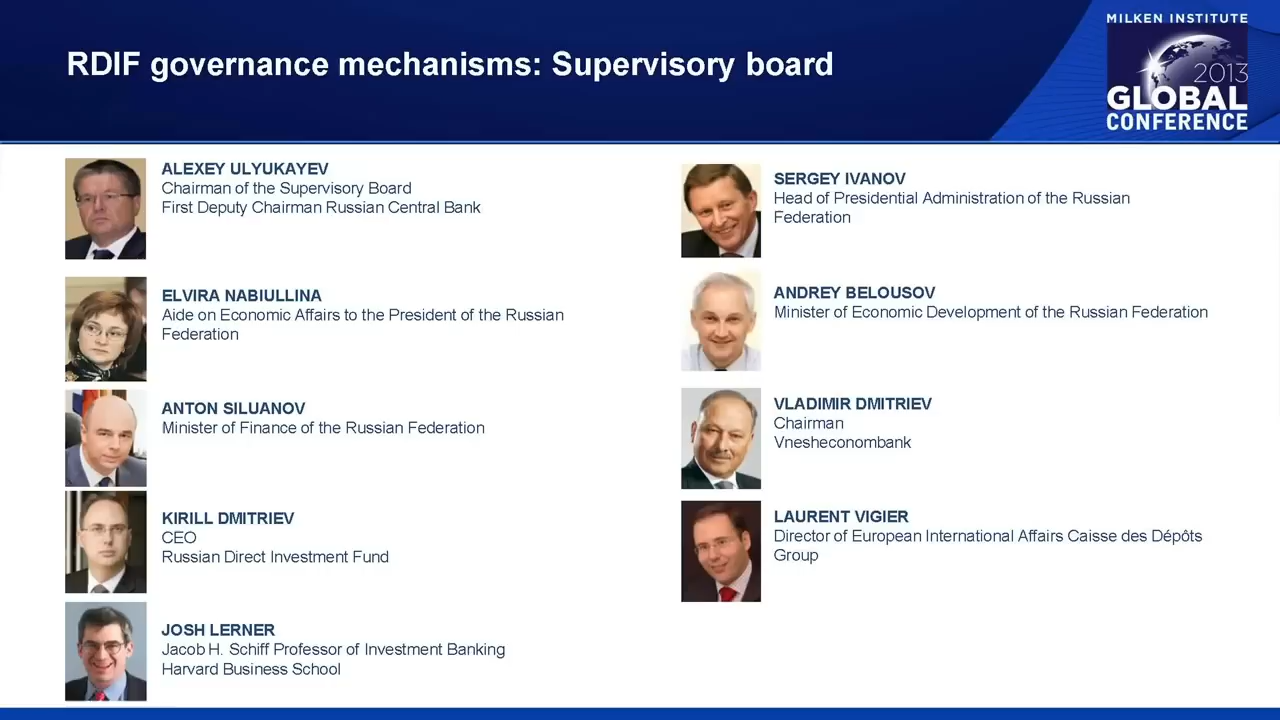 RDIF governance mechanisms: Supervisory board
MILKEN INSTITUTE
2013
GLOBAL
CONFERENCE
ALEXEY ULYUKAYEV
Chairman of the Supervisory Board
First Deputy Chairman Russian Central Bank
ELVIRA NABIULLINA
Aide on Economic Affairs to the President of the Russian
Federation
ANTON SILUANOV
Minister of Finance of the Russian Federation
KIRILL DMITRIEV
CEO
Russian Direct Investment Fund
JOSH LERNER
Jacob H. Schiff Professor of Investment Banking
Harvard Business School
SERGEY IVANOV
Head of Presidential Administration of the Russian
Federation
ANDREY BELOUSOV
Minister of Economic Development of the Russian Federation
VLADIMIR DMITRIEV
Chairman
Vnesheconombank
LAURENT VIGIER
Director of European International Affairs Caisse des Dépôts
Group